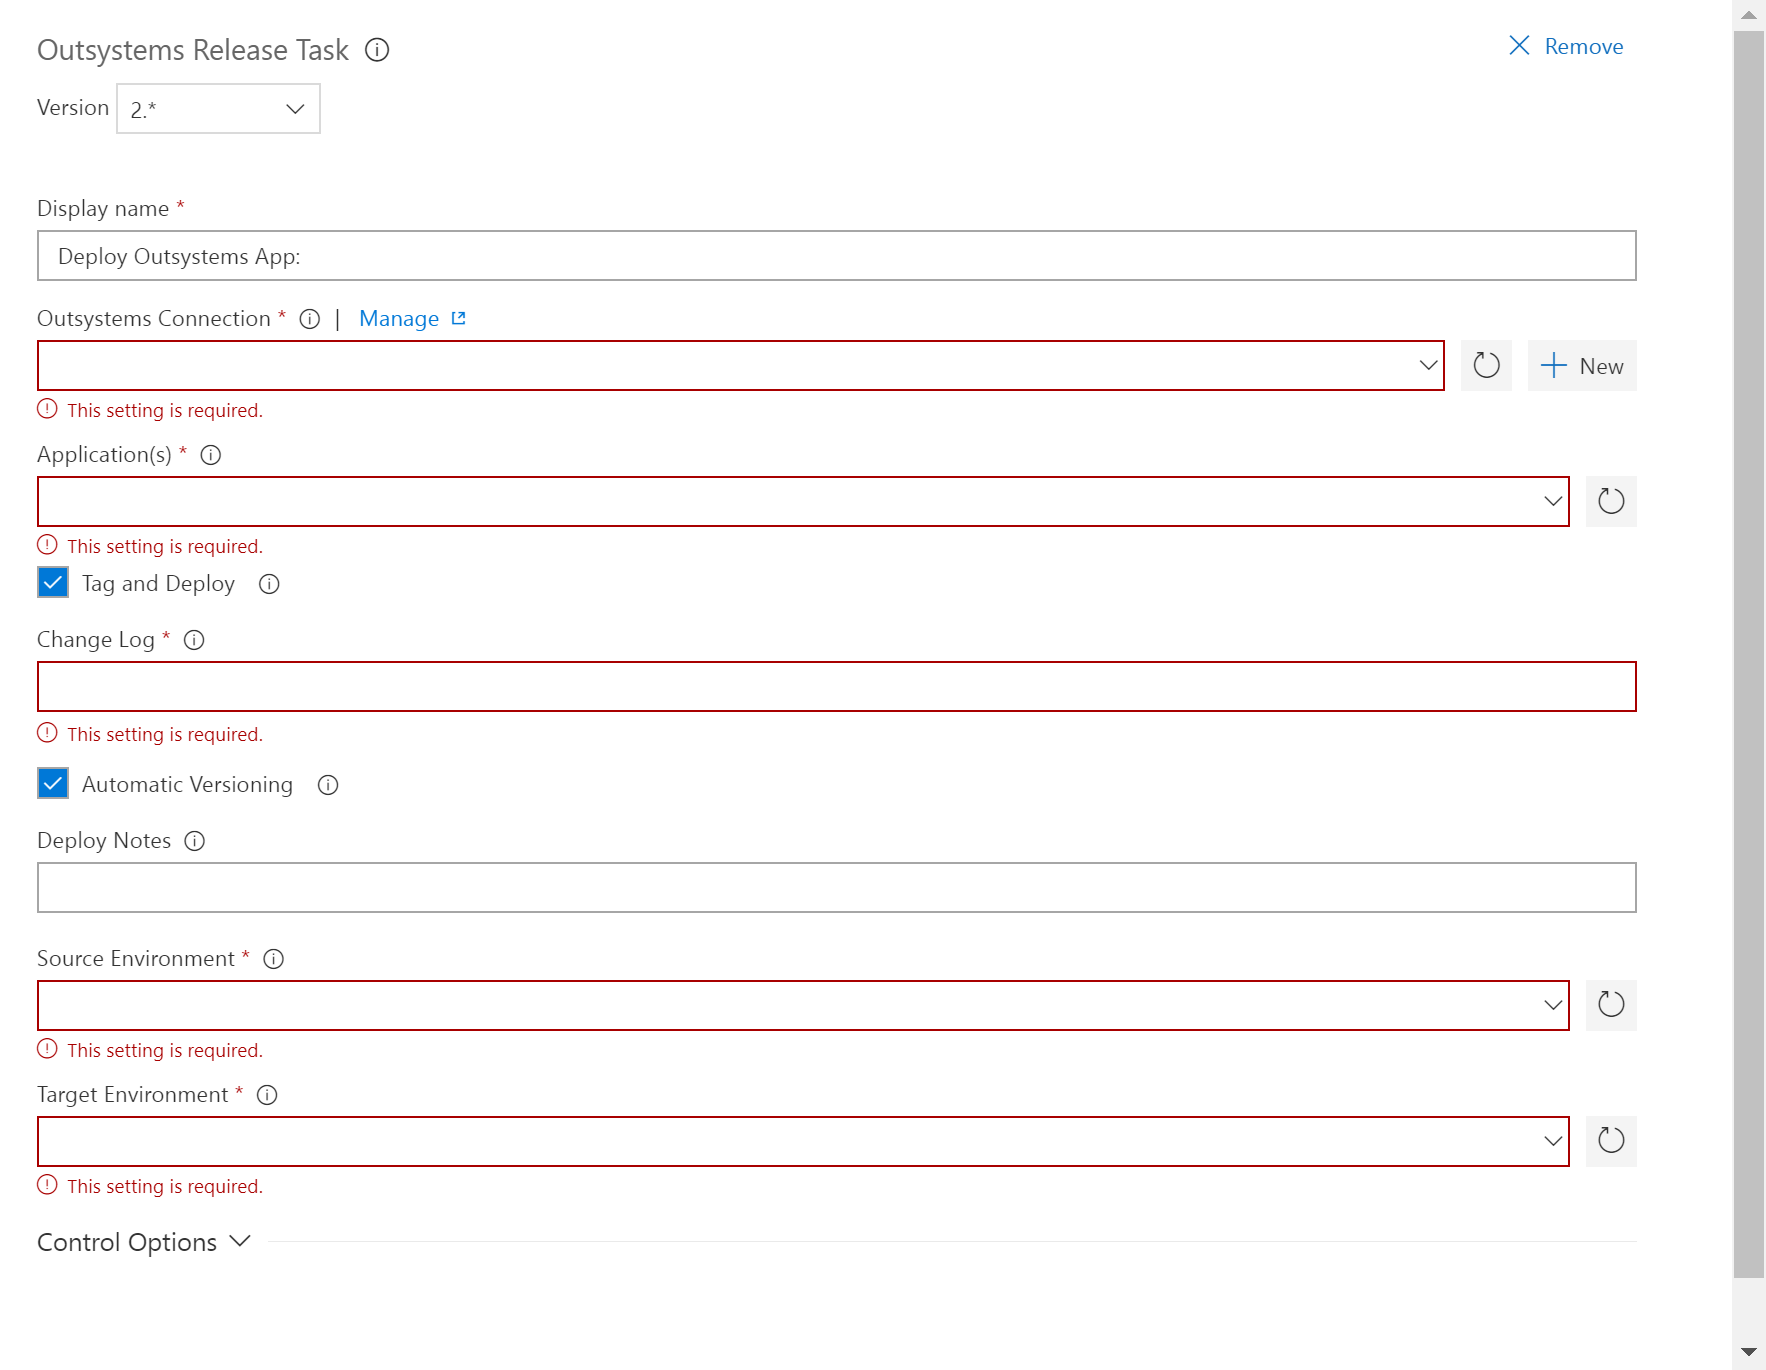 Outsystems Release Task
Remove
Version 2.*
Display name *
Deploy Outsystems App:
Outsystems Connection * | Manage
New
This setting is required.
Application(s) *
This setting is required.
Tag and Deploy
Change Log *
This setting is required.
Automatic Versioning
Deploy Notes
Source Environment *
This setting is required.
Target Environment *
This setting is required.
Control Options